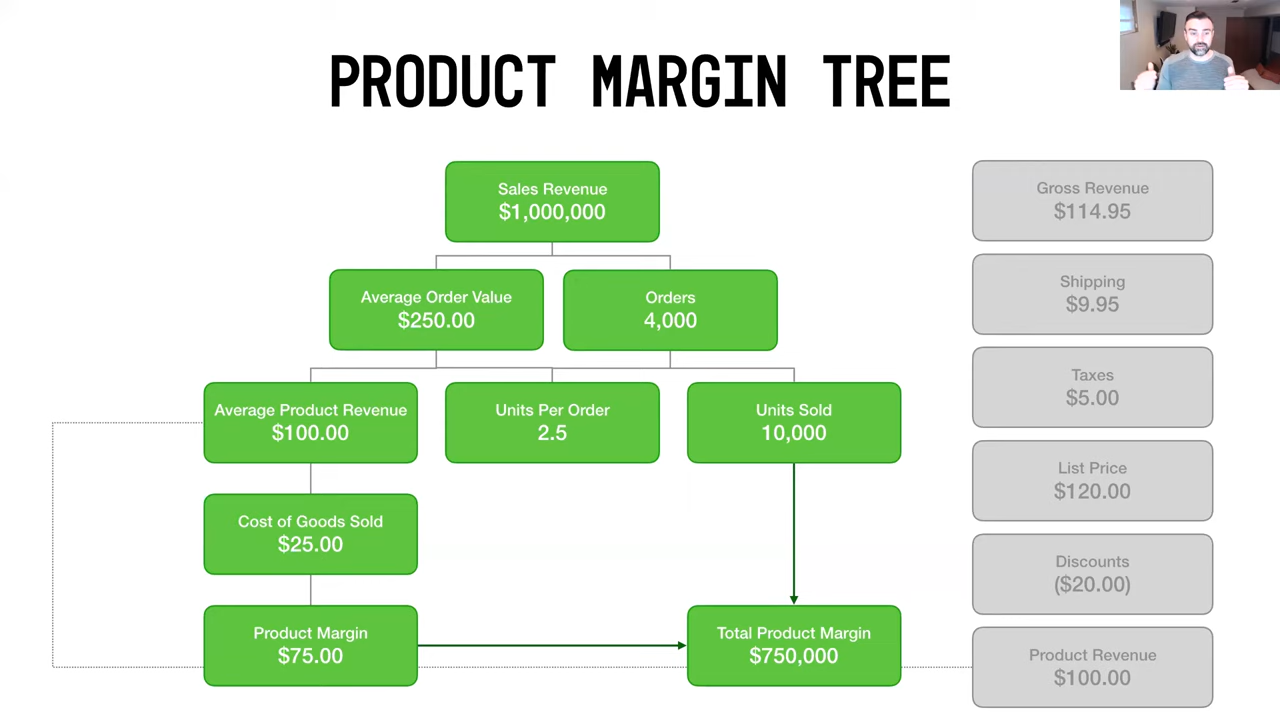 PRODUCT MARGIN TREE
Sales Revenue
$1,000,000
Average Order Value
$250.00
Orders
4,000
Average Product Revenue
$100.00
Units Per Order
2.5
Units Sold
10,000
Cost of Goods Sold
$25.00
Product Margin
$75.00
Total Product Margin
$750,000
Gross Revenue
$114.95
Shipping
$9.95
Taxes
$5.00
List Price
$120.00
Discounts
($20.00)
Product Revenue
$100.00